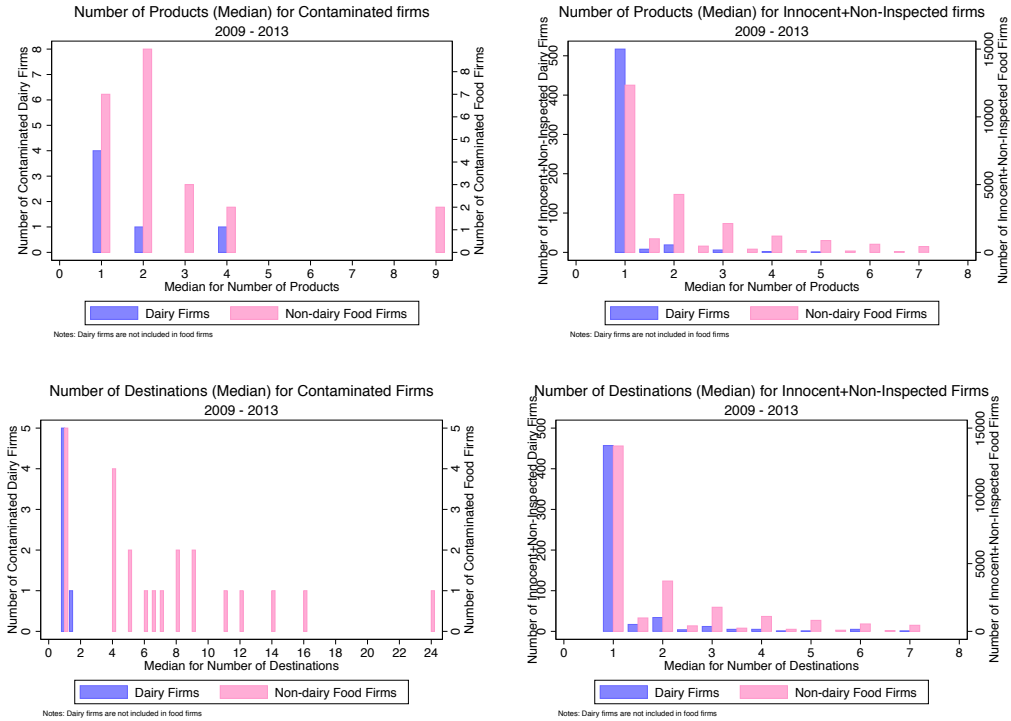 Number of Products (Median) for Contaminated firms
2009 - 2013
Number of Contaminated Dairy Firms
0 1 2 3 4 5 6 7 8
Number of Contaminated Food Firms
0 1 2 3 4 5 6 7 8
0 1 2 3 4 5 6 7 8 9
Median for Number of Products
Dairy Firms Non-dairy Food Firms
Notes: Dairy firms are not included in food firms
Number of Products (Median) for Innocent+Non-Inspected firms
2009 - 2013
Number of Innocent+Non-Inspected Dairy Firms
0 100 200 300 400 500
Number of Innocent+Non-Inspected Food Firms
0 5000 10000 15000
0 1 2 3 4 5 6 7 8
Median for Number of Products
Dairy Firms Non-dairy Food Firms
Notes: Dairy firms are not included in food firms
Number of Destinations (Median) for Contaminated Firms
2009 - 2013
Number of Contaminated Dairy Firms
0 1 2 3 4 5
Number of Contaminated Food Firms
0 1 2 3 4 5
0 2 4 6 8 10 12 14 16 18 20 22 24
Median for Number of Destinations
Dairy Firms Non-dairy Food Firms
Notes: Dairy firms are not included in food firms
Number of Destinations (Median) for Innocent+Non-Inspected Firms
2009 - 2013
Number of Innocent+Non-Inspected Dairy Firms
0 100 200 300 400 500
Number of Innocent+Non-Inspected Food Firms
0 5000 10000 15000
0 1 2 3 4 5 6 7 8
Median for Number of Destinations
Dairy Firms Non-dairy Food Firms
Notes: Dairy firms are not included in food firms